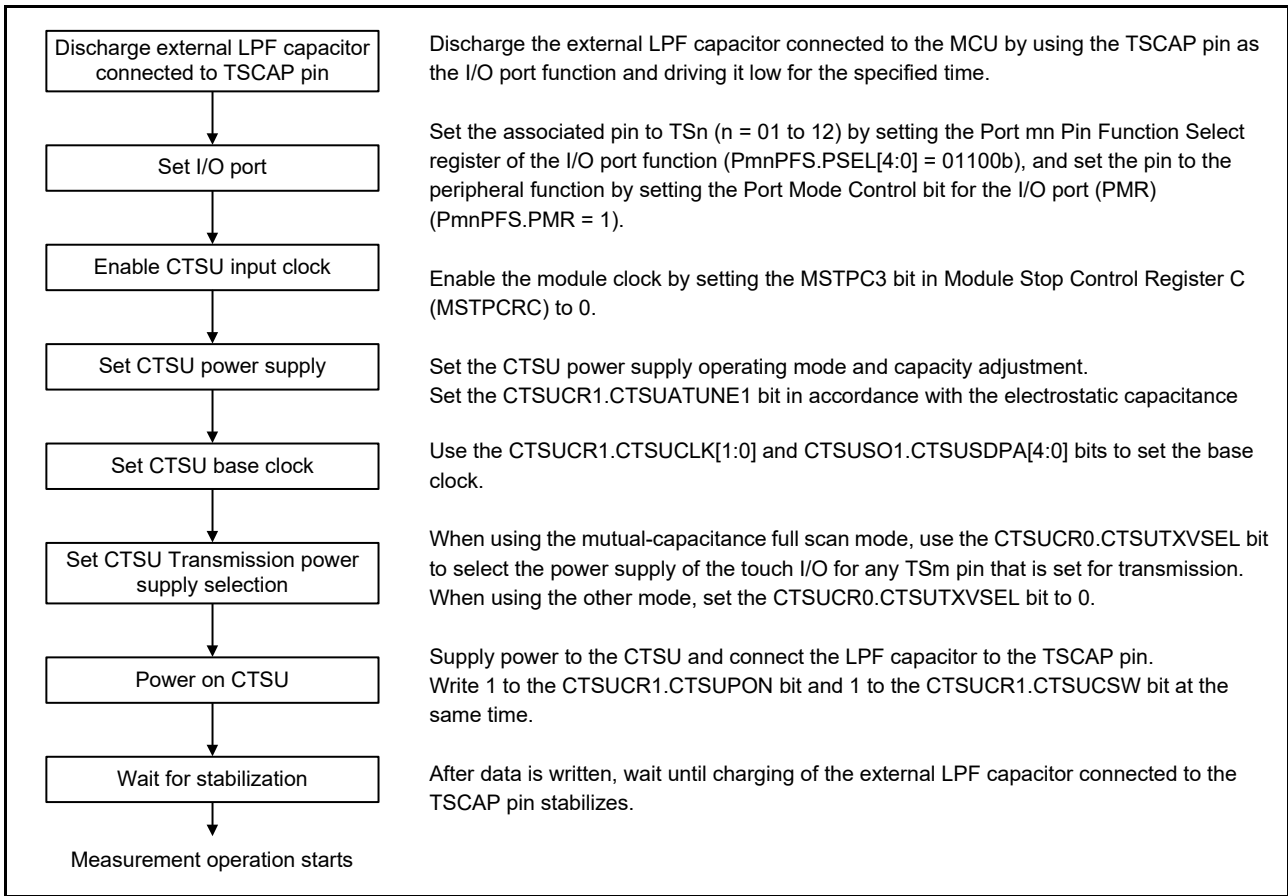 Discharge external LPF capacitor
connected to TSCAP pin
Discharge the external LPF capacitor connected to the MCU by using the TSCAP pin as
the I/O port function and driving it low for the specified time.
Set I/O port
Set the associated pin to TSn (n = 01 to 12) by setting the Port mn Pin Function Select
register of the I/O port function (PmnPFS.PSEL[4:0] = 01100b), and set the pin to the
peripheral function by setting the Port Mode Control bit for the I/O port (PMR)
(PmnPFS.PMR = 1).
Enable CTSU input clock
Enable the module clock by setting the MSTPC3 bit in Module Stop Control Register C
(MSTPCRC) to 0.
Set CTSU power supply
Set the CTSU power supply operating mode and capacity adjustment.
Set the CTSUCR1.CTSUATUNE1 bit in accordance with the electrostatic capacitance
Set CTSU base clock
Use the CTSUCR1.CTSUCLK[1:0] and CTSUSO1.CTSUSDPA[4:0] bits to set the base
clock.
Set CTSU Transmission power
supply selection
When using the mutual-capacitance full scan mode, use the CTSUCR0.CTSUTXVSEL bit
to select the power supply of the touch I/O for any TSm pin that is set for transmission.
When using the other mode, set the CTSUCR0.CTSUTXVSEL bit to 0.
Power on CTSU
Supply power to the CTSU and connect the LPF capacitor to the TSCAP pin.
Write 1 to the CTSUCR1.CTSUPON bit and 1 to the CTSUCR1.CTSUCSW bit at the
same time.
Wait for stabilization
After data is written, wait until charging of the external LPF capacitor connected to the
TSCAP pin stabilizes.
Measurement operation starts